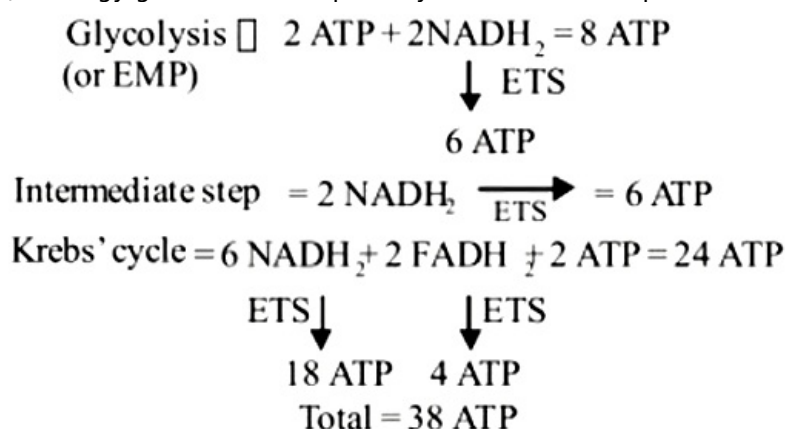 Glycolysis 2 ATP + 2NADH₂ = 8 ATP
(or EMP) ETS
6 ATP
Intermediate step = 2 NADH₂ ETS = 6 ATP
Krebs' cycle = 6 NADH₂ + 2 FADH₂ + 2 ATP = 24 ATP
ETS ETS
18 ATP 4 ATP
Total = 38 ATP